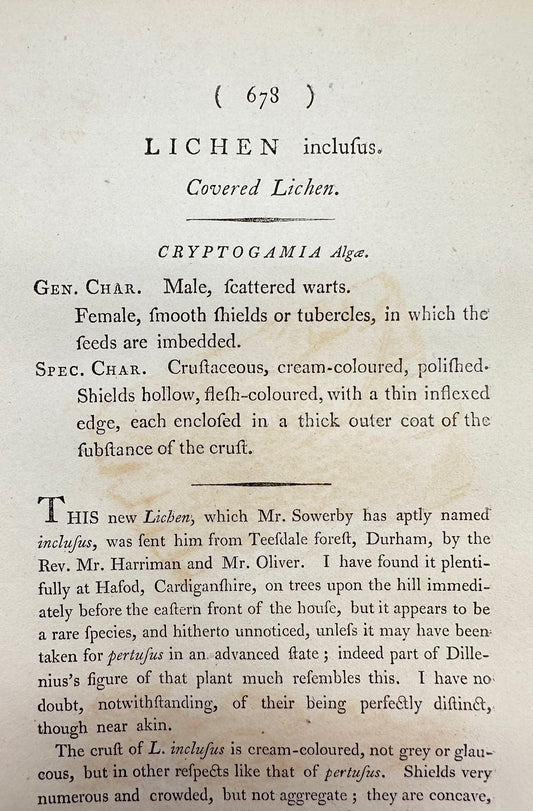 ( 678 )
LICHEN incluſus.
Covered Lichen.
CRYPTOGAMIA Algæ.
GEN. CHAR. Male, ſcattered warts.
Female, ſmooth ſhields or tubercles, in which the
ſeeds are imbedded.
SPEC. CHAR. Cruſtaceous, cream-coloured, poliſhed.
Shields hollow, fleſh-coloured, with a thin inflexed
edge, each encloſed in a thick outer coat of the
ſubſtance of the cruſt.
THIS new Lichen, which Mr. Sowerby has aptly named
incluſus, was ſent him from Teeſdale foreſt, Durham, by the
Rev. Mr. Harriman and Mr. Oliver. I have found it plenti-
fully at Hafod, Cardiganſhire, on trees upon the hill immedi-
ately before the eaſtern front of the houſe, but it appears to be
a rare ſpecies, and hitherto unnoticed, unleſs it may have been
taken for pertuſus in an advanced ſtate ; indeed part of Dille-
nius's figure of that plant much reſembles this. I have no
doubt, notwithſtanding, of their being perfectly diſtinct,
though near akin.
The cruſt of L. incluſus is cream-coloured, not grey or glau-
cous, but in other reſpects like that of pertuſus. Shields very
numerous and crowded, but not aggregate ; they are concave,